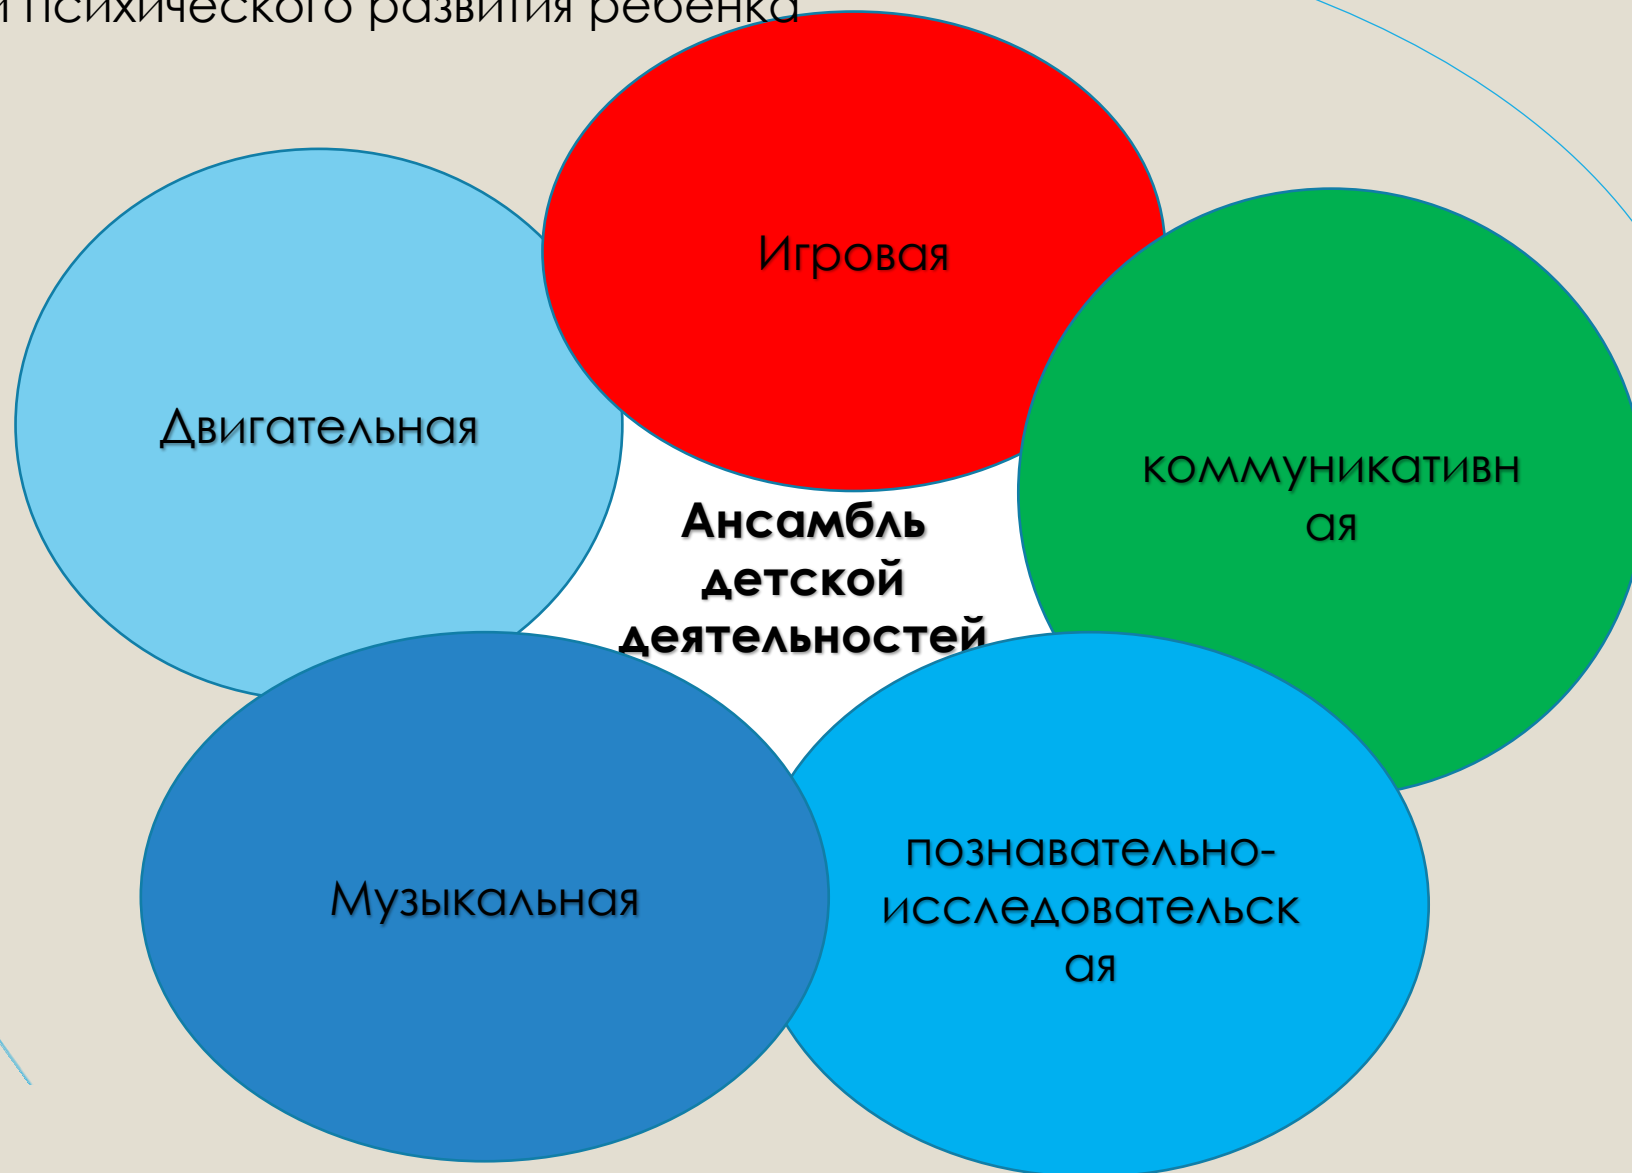 психического развития ребенка
Игровая
Двигательная
коммуникативн
ая
Ансамбль
детской
деятельностей
познавательно-
исследовательск
ая
Музыкальная